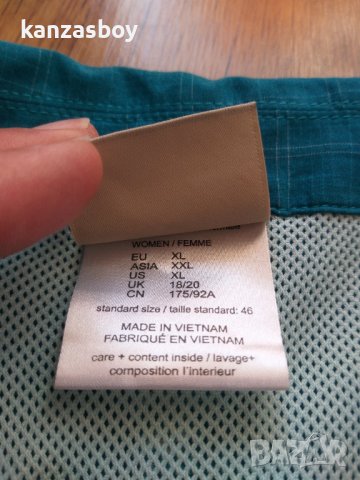 kanzasboy
WOMEN / FEMME
EU XL
ASIA XXL
US XL
UK 18/20
CN 175/92A
standard size / taille standard: 46
MADE IN VIETNAM
FABRIQUÉ EN VIETNAM
care + content inside / lavage+
composition l'interieur
BAZAR